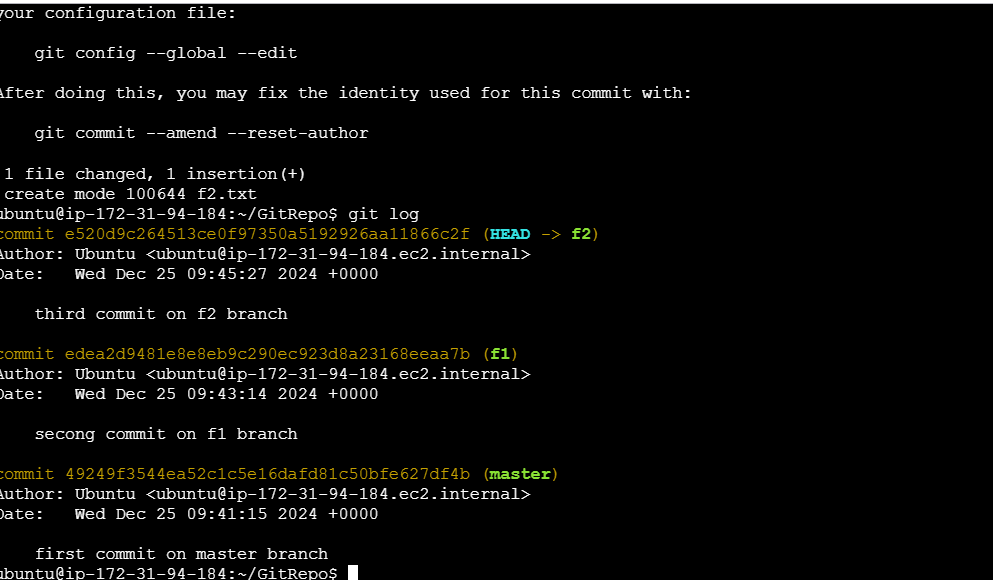 your configuration file:
git config --global --edit
After doing this, you may fix the identity used for this commit with:
git commit --amend --reset-author
1 file changed, 1 insertion(+)
create mode 100644 f2.txt
ubuntu@ip-172-31-94-184:~/GitRepo$ git log
commit e520d9c264513ce0f97350a5192926aa11866c2f (HEAD -> f2)
Author: Ubuntu <ubuntu@ip-172-31-94-184.ec2.internal>
Date:   Wed Dec 25 09:45:27 2024 +0000
third commit on f2 branch
commit edea2d9481e8e8eb9c290ec923d8a23168eeaa7b (f1)
Author: Ubuntu <ubuntu@ip-172-31-94-184.ec2.internal>
Date:   Wed Dec 25 09:43:14 2024 +0000
secong commit on f1 branch
commit 49249f3544ea52c1c5e16dafd81c50bfe627df4b (master)
Author: Ubuntu <ubuntu@ip-172-31-94-184.ec2.internal>
Date:   Wed Dec 25 09:41:15 2024 +0000
first commit on master branch
ubuntu@ip-172-31-94-184:~/GitRepo$